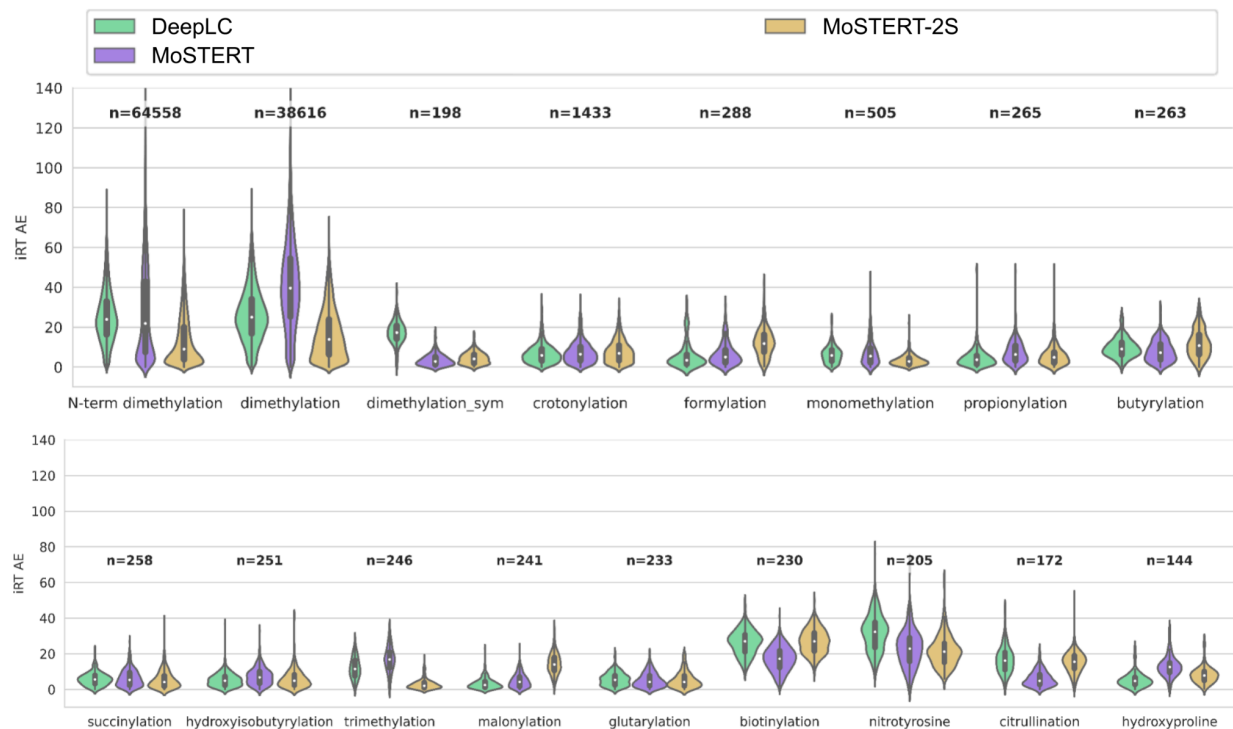 DeepLC
MoSTERT
MoSTERT-2S
140
120
100
80
60
40
20
0
iRT AE
n=64558 n=38616 n=198 n=1433 n=288 n=505 n=265 n=263
N-term dimethylation dimethylation dimethylation_sym crotonylation formylation monomethylation propionylation butyrylation
140
120
100
80
60
40
20
0
iRT AE
n=258 n=251 n=246 n=241 n=233 n=230 n=205 n=172 n=144
succinylation hydroxyisobutyrylation trimethylation malonylation glutarylation biotinylation nitrotyrosine citrullination hydroxyproline